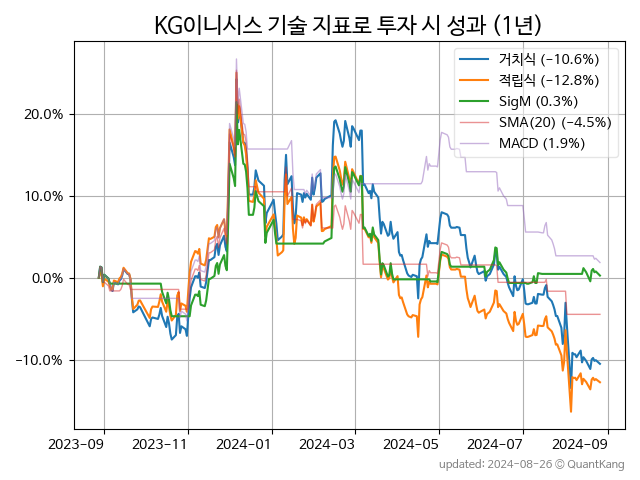 KG이니시스 기술 지표로 투자 시 성과 (1년)
거치식 (−10.6%)
적립식 (−12.8%)
SigM (0.3%)
SMA(20) (−4.5%)
MACD (1.9%)
20.0%
10.0%
0.0%
−10.0%
2023-09 2023-11 2024-01 2024-03 2024-05 2024-07 2024-09
updated: 2024-08-26 © QuantKang